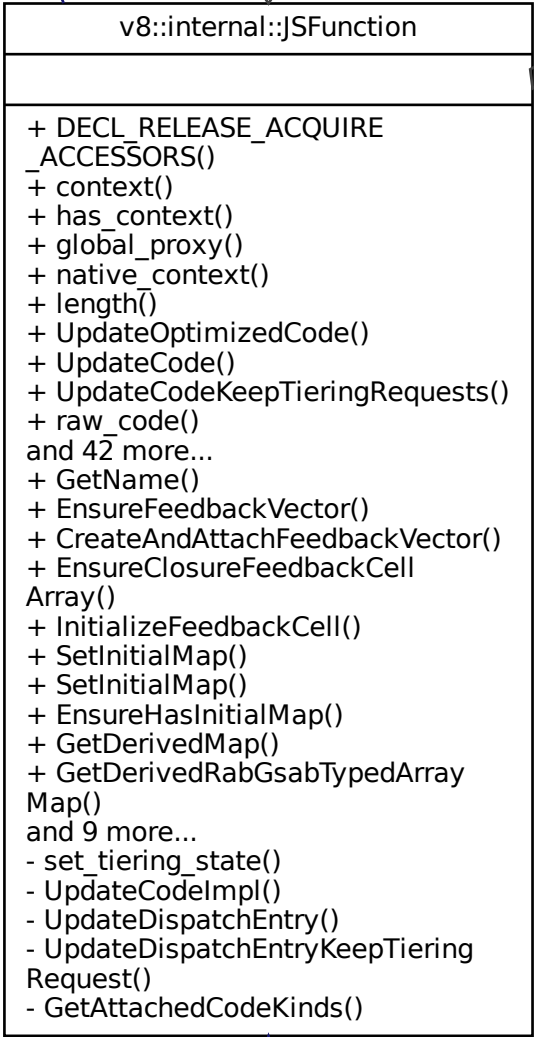 v8::internal::JSFunction
+ DECL_RELEASE_ACQUIRE
_ACCESSORS()
+ context()
+ has_context()
+ global_proxy()
+ native_context()
+ length()
+ UpdateOptimizedCode()
+ UpdateCode()
+ UpdateCodeKeepTieringRequests()
+ raw_code()
and 42 more...
+ GetName()
+ EnsureFeedbackVector()
+ CreateAndAttachFeedbackVector()
+ EnsureClosureFeedbackCell
Array()
+ InitializeFeedbackCell()
+ SetInitialMap()
+ SetInitialMap()
+ EnsureHasInitialMap()
+ GetDerivedMap()
+ GetDerivedRabGsabTypedArray
Map()
and 9 more...
- set_tiering_state()
- UpdateCodeImpl()
- UpdateDispatchEntry()
- UpdateDispatchEntryKeepTiering
Request()
- GetAttachedCodeKinds()